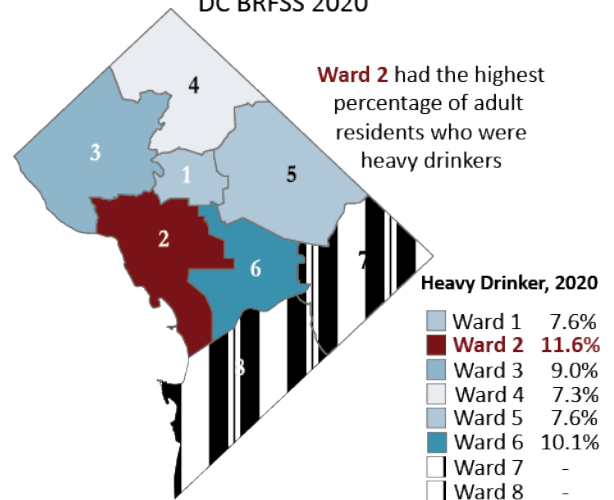 DC BRFSS 2020
Ward 2 had the highest
percentage of adult
residents who were
heavy drinkers
4
3
1
5
2
6
7
8
Heavy Drinker, 2020
Ward 1 7.6%
Ward 2 11.6%
Ward 3 9.0%
Ward 4 7.3%
Ward 5 7.6%
Ward 6 10.1%
Ward 7 -
Ward 8 -